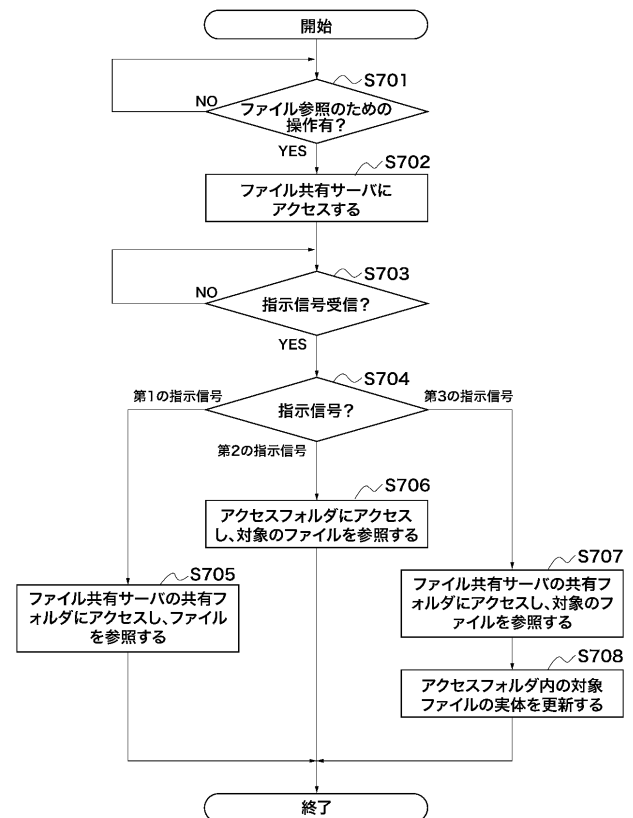 開始
S701
NO
ファイル参照のための
操作有？
YES
S702
ファイル共有サーバに
アクセスする
S703
NO
指示信号受信？
YES
S704
第1の指示信号
指示信号？
第3の指示信号
第2の指示信号
S706
アクセスフォルダにアクセス
し、対象のファイルを参照する
S705
ファイル共有サーバの共有フ
ォルダにアクセスし、ファイル
を参照する
S707
ファイル共有サーバの共有フ
ォルダにアクセスし、対象のフ
ァイルを参照する
S708
アクセスフォルダ内の対象
ファイルの実体を更新する
終了